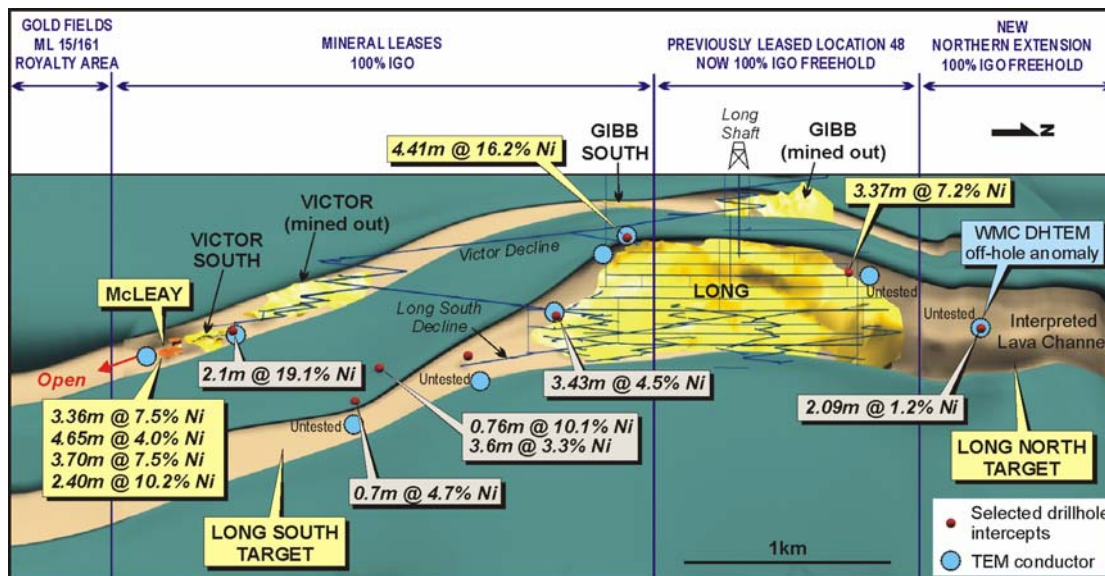 GOLD FIELDS
ML 15/161
ROYALTY AREA
MINERAL LEASES
100% IGO
PREVIOUSLY LEASED LOCATION 48
NOW 100% IGO FREEHOLD
NEW
NORTHERN EXTENSION
100% IGO FREEHOLD
N
4.41m @ 16.2% Ni
GIBB
SOUTH
Long
Shaft
GIBB
(mined out)
3.37m @ 7.2% Ni
WMC DHTEM
off-hole anomaly
VICTOR
(mined out)
VICTOR
SOUTH
McLEAY
Victor Decline
Long South
Decline
LONG
Untested
Untested
Interpreted
Lava Channel
Open
2.1m @ 19.1% Ni
Untested
3.43m @ 4.5% Ni
2.09m @ 1.2% Ni
3.36m @ 7.5% Ni
4.65m @ 4.0% Ni
3.70m @ 7.5% Ni
2.40m @ 10.2% Ni
Untested
0.76m @ 10.1% Ni
3.6m @ 3.3% Ni
0.7m @ 4.7% Ni
LONG SOUTH
TARGET
LONG NORTH
TARGET
1km
Selected drillhole
intercepts
TEM conductor